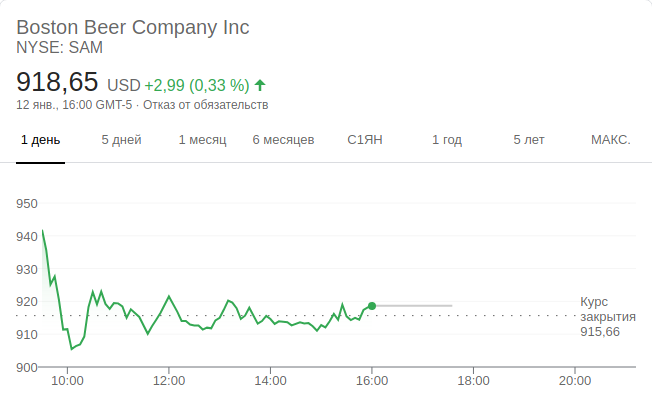 Boston Beer Company Inc
NYSE: SAM
918,65 USD +2,99 (0,33 %)
12 янв., 16:00 GMT-5 · Отказ от обязательств
1 день 5 дней 1 месяц 6 месяцев С1ЯН 1 год 5 лет МАКС.
950
940
930
920
910
900
Курс
закрытия
915,66
10:00 12:00 14:00 16:00 18:00 20:00